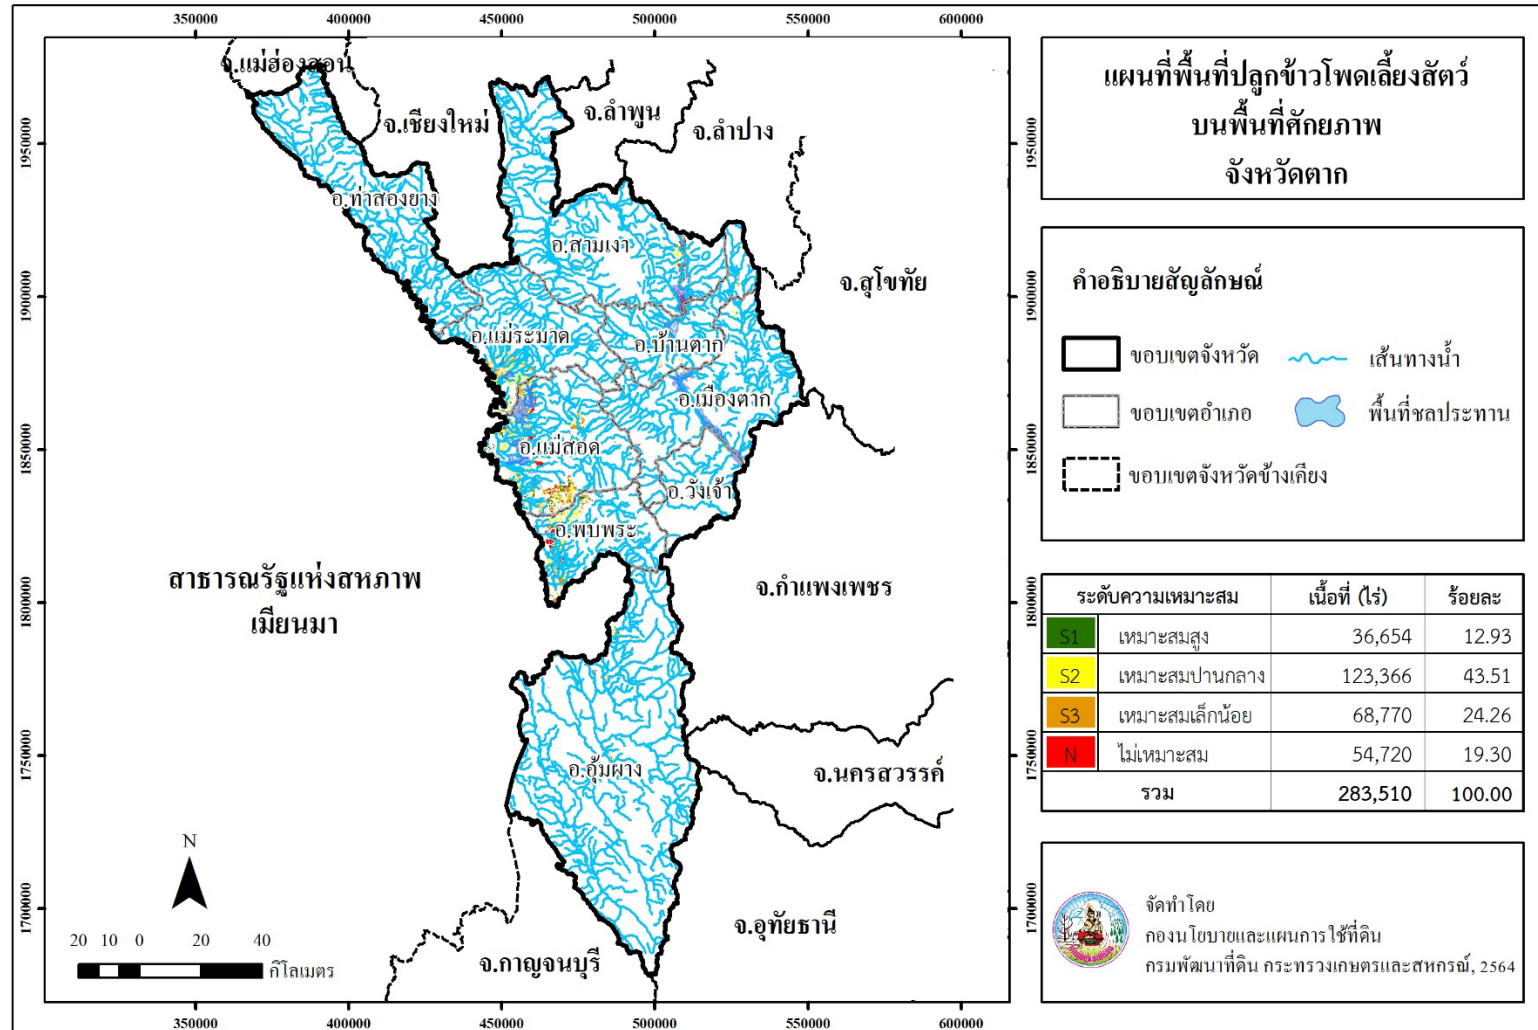 350000 400000 450000 500000 550000 600000
1950000
1900000
1850000
1800000
1750000
1700000
จ.แม่ฮ่องสอน
จ.เชียงใหม่
จ.ลำพูน
จ.ลำปาง
อ.ท่าสองยาง
อ.สามเงา
จ.สุโขทัย
อ.แม่ระมาด
อ.บ้านตาก
อ.เมืองตาก
อ.แม่สอด
อ.วังเจ้า
อ.พบพระ
สาธารณรัฐแห่งสหภาพ
เมียนมา
จ.กำแพงเพชร
อ.อุ้มผาง
จ.นครสวรรค์
จ.อุทัยธานี
จ.กาญจนบุรี
N
20 10 0 20 40
กิโลเมตร
1950000
1900000
1850000
1800000
1750000
1700000
350000 400000 450000 500000 550000 600000
แผนที่พื้นที่ปลูกข้าวโพดเลี้ยงสัตว์
บนพื้นที่ศักยภาพ
จังหวัดตาก
คำอธิบายสัญลักษณ์
ขอบเขตจังหวัด เส้นทางน้ำ
ขอบเขตอำเภอ พื้นที่ชลประทาน
ขอบเขตจังหวัดข้างเคียง
ระดับความเหมาะสม เนื้อที่ (ไร่) ร้อยละ
S1 เหมาะสมสูง 36,654 12.93
S2 เหมาะสมปานกลาง 123,366 43.51
S3 เหมาะสมเล็กน้อย 68,770 24.26
N ไม่เหมาะสม 54,720 19.30
รวม 283,510 100.00
จัดทำโดย
กองนโยบายและแผนการใช้ที่ดิน
กรมพัฒนาที่ดิน กระทรวงเกษตรและสหกรณ์, 2564